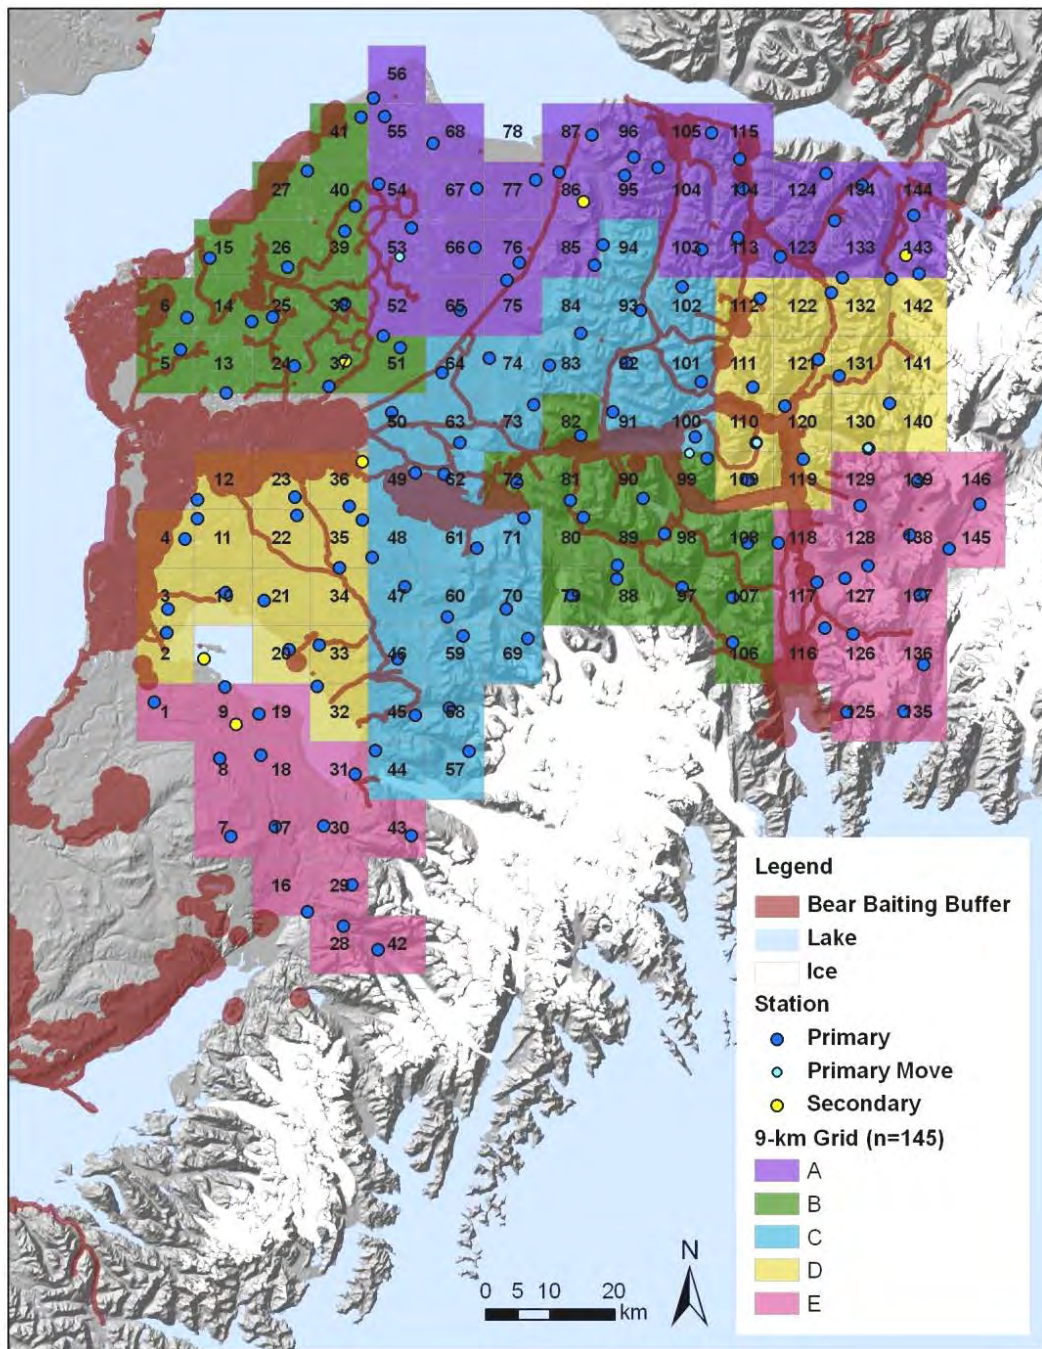 56
41 55 68 78 87 96 105 115
27 40 54 67 77 86 95 104 114 124 134 144
15 26 39 53 66 76 85 94 103 113 123 133 143
6 14 25 38 52 65 75 84 93 102 112 122 132 142
5 13 24 37 51 64 74 83 92 101 111 121 131 141
50 63 73 82 91 100 110 120 130 140
12 23 36 49 62 72 81 90 99 109 119 129 139 146
4 11 22 35 48 61 71 80 89 98 108 118 128 138 145
3 10 21 34 47 60 70 79 88 97 107 117 127 137
2 20 33 46 59 69 106 116 126 136
1 9 19 32 45 58 125 135
8 18 31 44 57
7 17 30 43
16 29
28 42
Legend
Bear Baiting Buffer
Lake
Ice
Station
Primary
Primary Move
Secondary
9-km Grid (n=145)
A
B
C
D
E
N
0 5 10 20
km